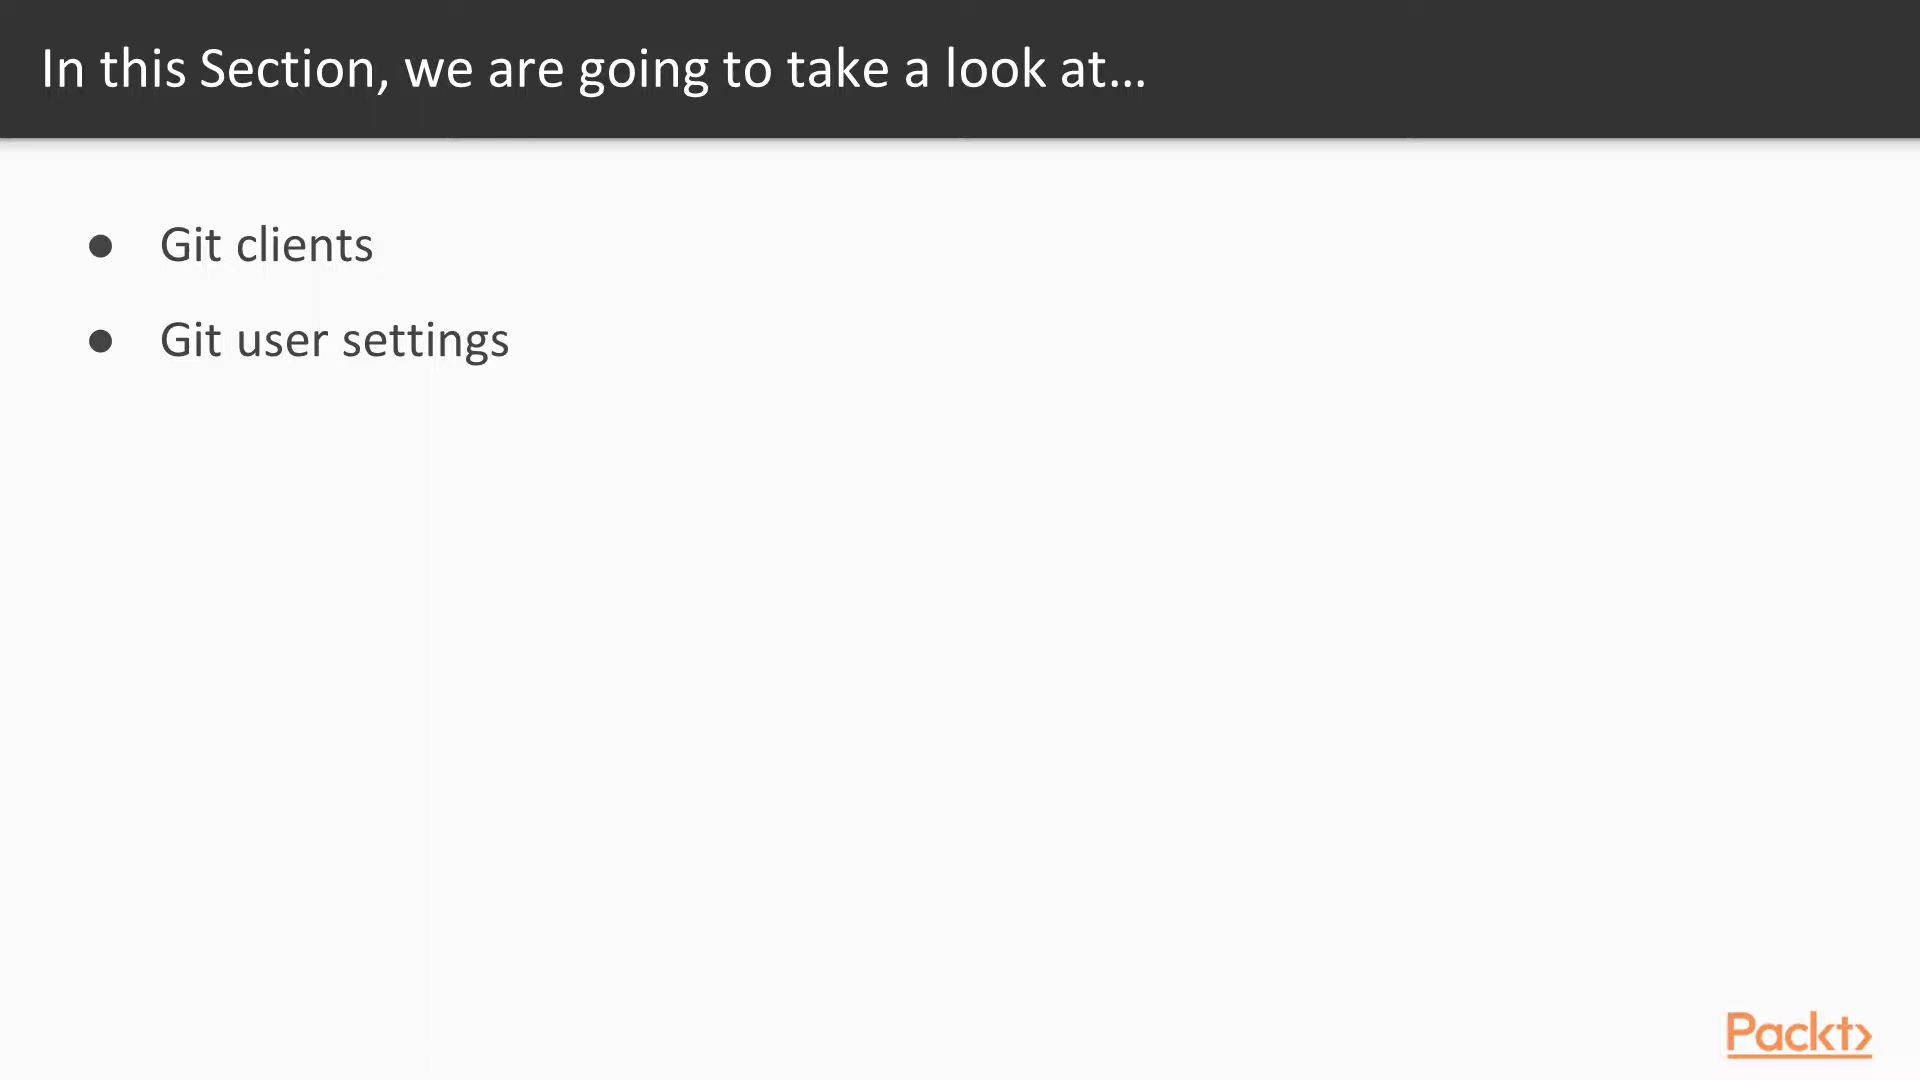 In this Section, we are going to take a look at...
● Git clients
● Git user settings
Packt>